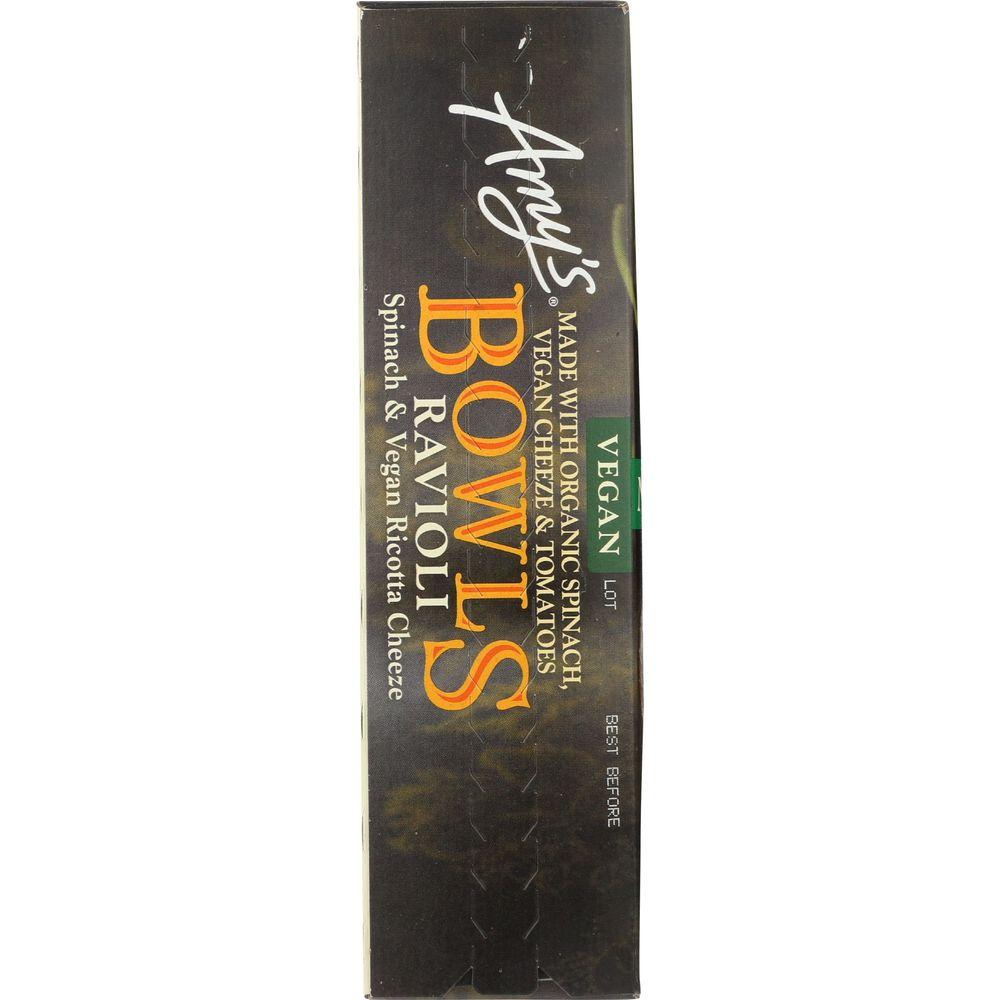 Amy's®
MADE WITH ORGANIC SPINACH,
VEGAN CHEEZE & TOMATOES
BOWLS
RAVIOLI
Spinach & Vegan Ricotta Cheeze
VEGAN
LOT
BEST BEFORE